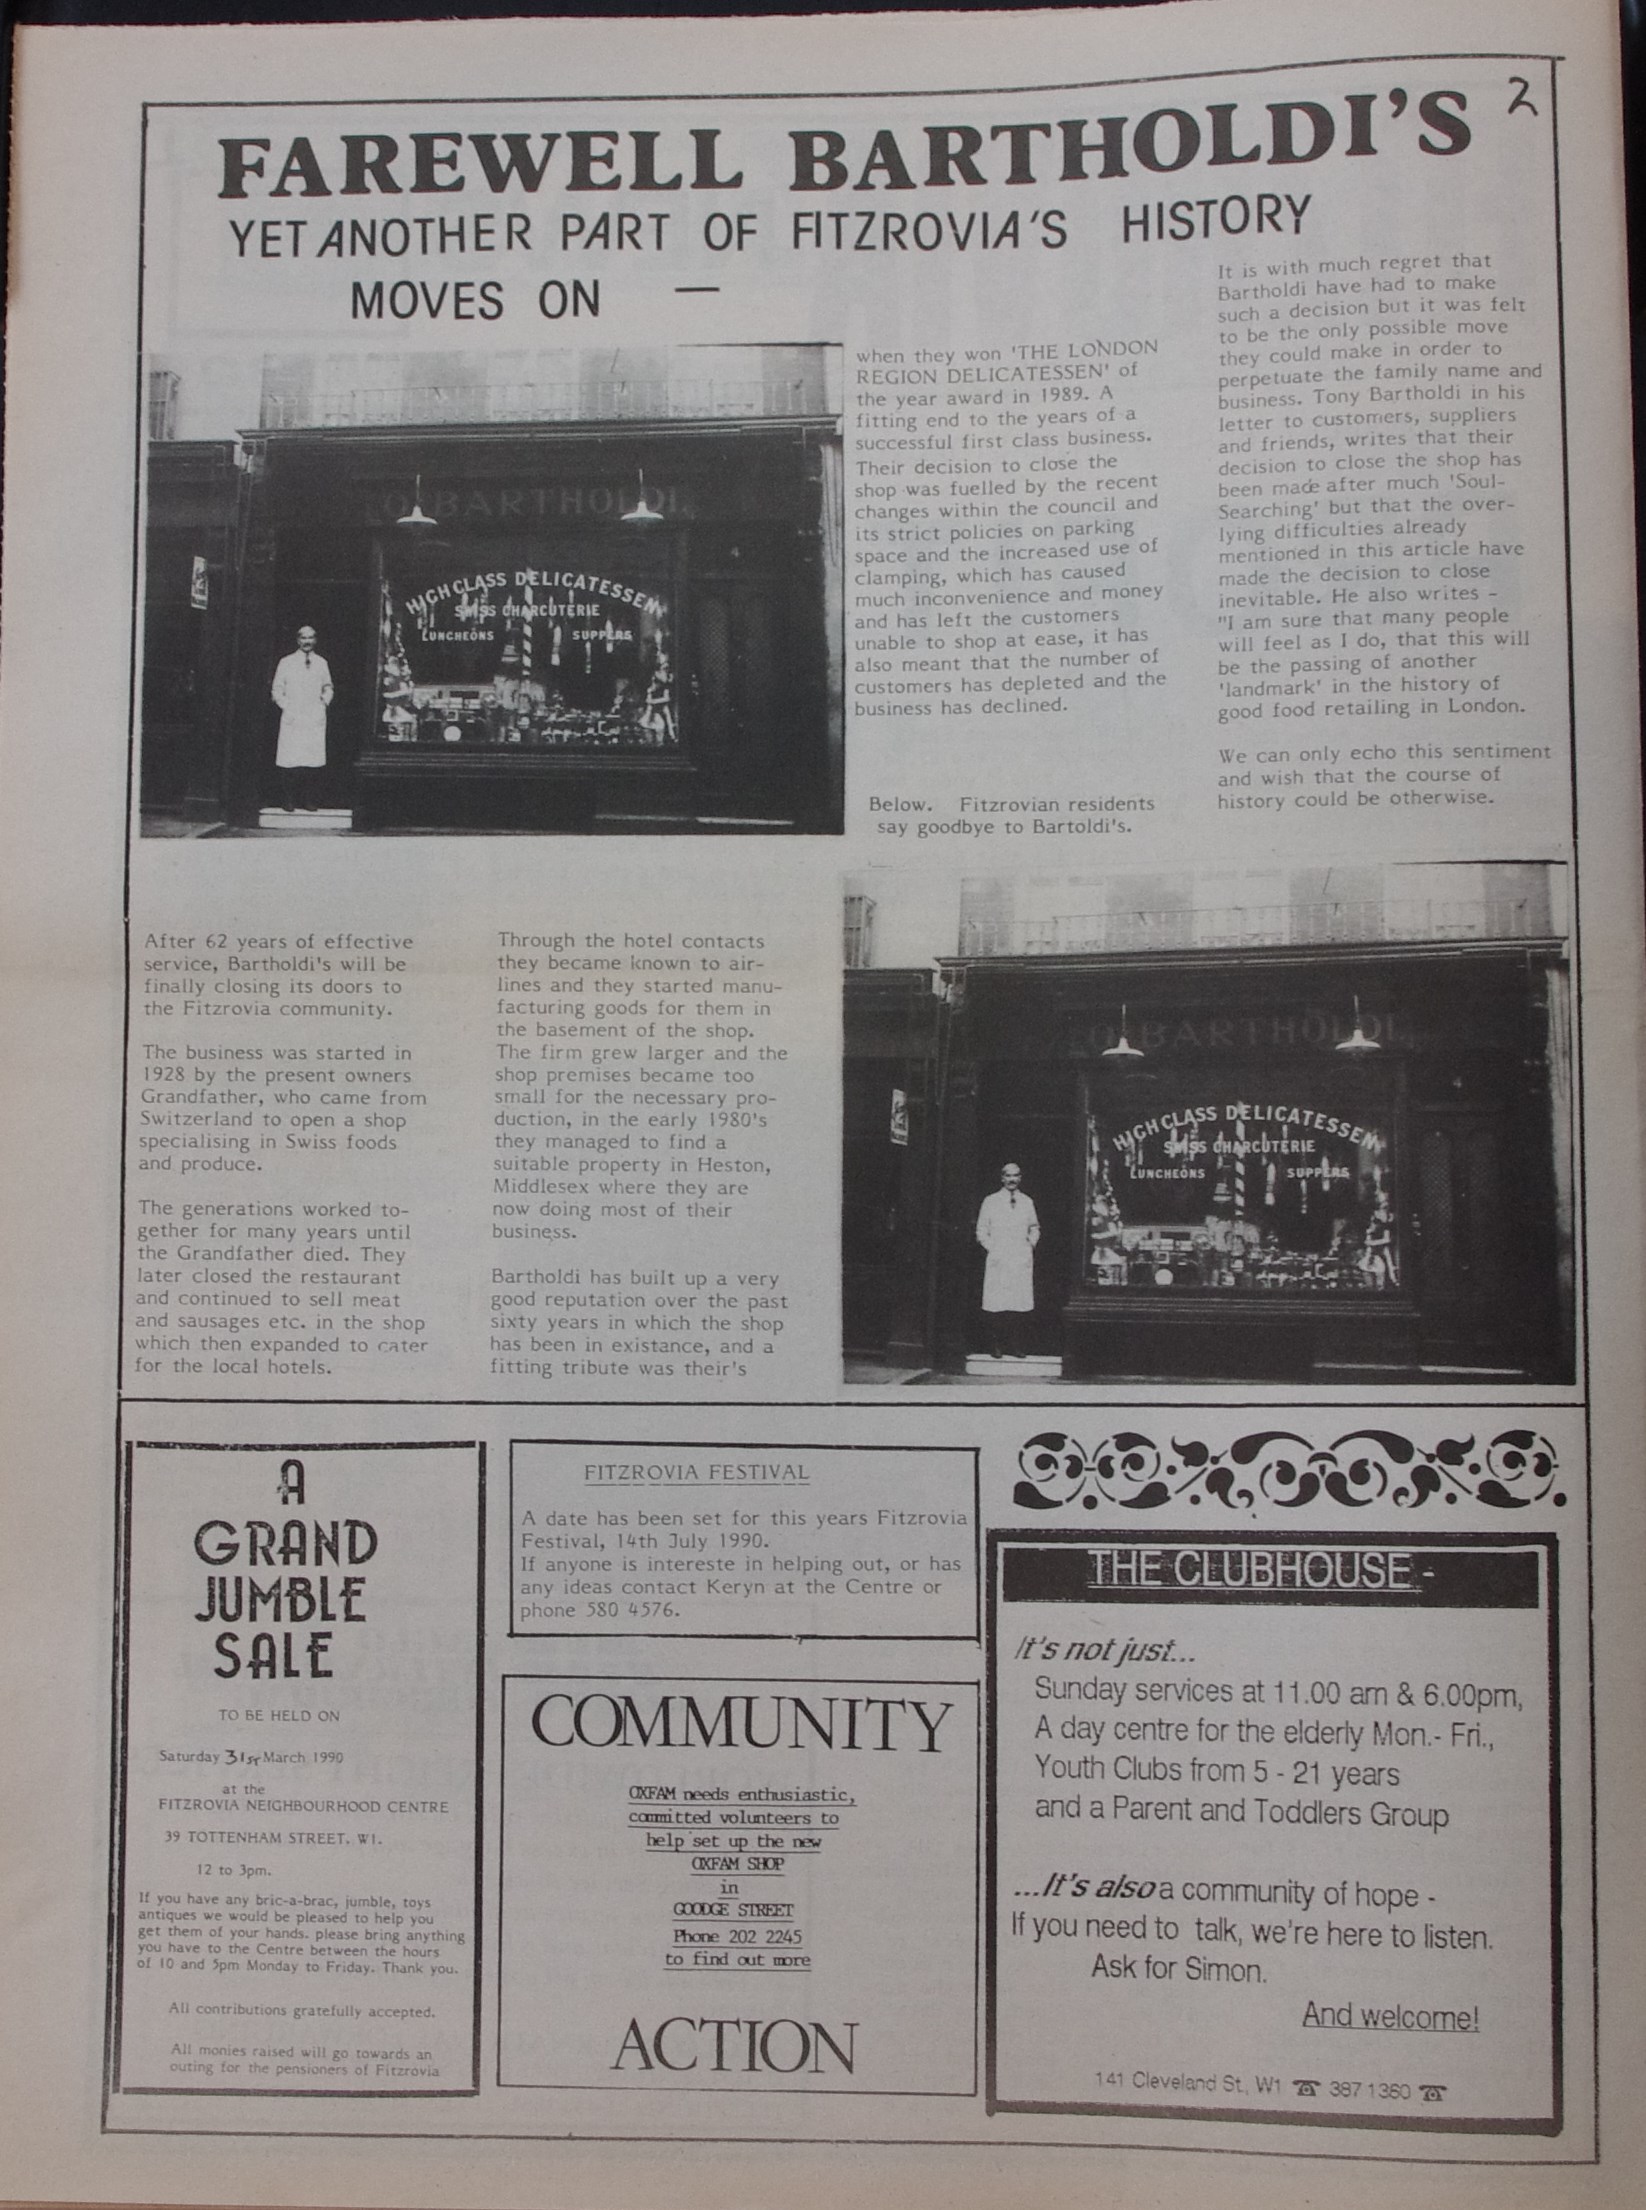 2
FAREWELL BARTHOLDI'S
YET ANOTHER PART OF FITZROVIA'S HISTORY
MOVES ON —
O. BARTHOLDI.
4
HIGH CLASS DELICATESSEN
SWISS CHARCUTERIE
LUNCHEONS SUPPERS
After 62 years of effective
service, Bartholdi's will be
finally closing its doors to
the Fitzrovia community.
The business was started in
1928 by the present owners
Grandfather, who came from
Switzerland to open a shop
specialising in Swiss foods
and produce.
The generations worked to-
gether for many years until
the Grandfather died. They
later closed the restaurant
and continued to sell meat
and sausages etc. in the shop
which then expanded to cater
for the local hotels.
Through the hotel contacts
they became known to air-
lines and they started manu-
facturing goods for them in
the basement of the shop.
The firm grew larger and the
shop premises became too
small for the necessary pro-
duction, in the early 1980's
they managed to find a
suitable property in Heston,
Middlesex where they are
now doing most of their
business.
Bartholdi has built up a very
good reputation over the past
sixty years in which the shop
has been in existance, and a
fitting tribute was their's
when they won 'THE LONDON
REGION DELICATESSEN' of
the year award in 1989. A
fitting end to the years of a
successful first class business.
Their decision to close the
shop was fuelled by the recent
changes within the council and
its strict policies on parking
space and the increased use of
clamping, which has caused
much inconvenience and money
and has left the customers
unable to shop at ease, it has
also meant that the number of
customers has depleted and the
business has declined.
It is with much regret that
Bartholdi have had to make
such a decision but it was felt
to be the only possible move
they could make in order to
perpetuate the family name and
business. Tony Bartholdi in his
letter to customers, suppliers
and friends, writes that their
decision to close the shop has
been made after much 'Soul-
Searching' but that the over-
lying difficulties already
mentioned in this article have
made the decision to close
inevitable. He also writes -
"I am sure that many people
will feel as I do, that this will
be the passing of another
'landmark' in the history of
good food retailing in London.
We can only echo this sentiment
and wish that the course of
history could be otherwise.
Below. Fitzrovian residents
say goodbye to Bartoldi's.
O. BARTHOLDI.
4
HIGH CLASS DELICATESSEN
SWISS CHARCUTERIE
LUNCHEONS SUPPERS
A
GRAND
JUMBLE
SALE
TO BE HELD ON
Saturday 31st March 1990
at the
FITZROVIA NEIGHBOURHOOD CENTRE
39 TOTTENHAM STREET. W1.
12 to 3pm.
If you have any bric-a-brac, jumble, toys
antiques we would be pleased to help you
get them of your hands. please bring anything
you have to the Centre between the hours
of 10 and 5pm Monday to Friday. Thank you.
All contributions gratefully accepted.
All monies raised will go towards an
outing for the pensioners of Fitzrovia
FITZROVIA FESTIVAL
A date has been set for this years Fitzrovia
Festival, 14th July 1990.
If anyone is intereste in helping out, or has
any ideas contact Keryn at the Centre or
phone 580 4576.
COMMUNITY
OXFAM needs enthusiastic,
committed volunteers to
help set up the new
OXFAM SHOP
in
GOODGE STREET
Phone 202 2245
to find out more
ACTION
THE CLUBHOUSE -
It's not just...
Sunday services at 11.00 am & 6.00pm,
A day centre for the elderly Mon.- Fri.,
Youth Clubs from 5 - 21 years
and a Parent and Toddlers Group
...It's also a community of hope -
If you need to talk, we're here to listen.
Ask for Simon.
And welcome!
141 Cleveland St., W1 ☎ 387 1360 ☎